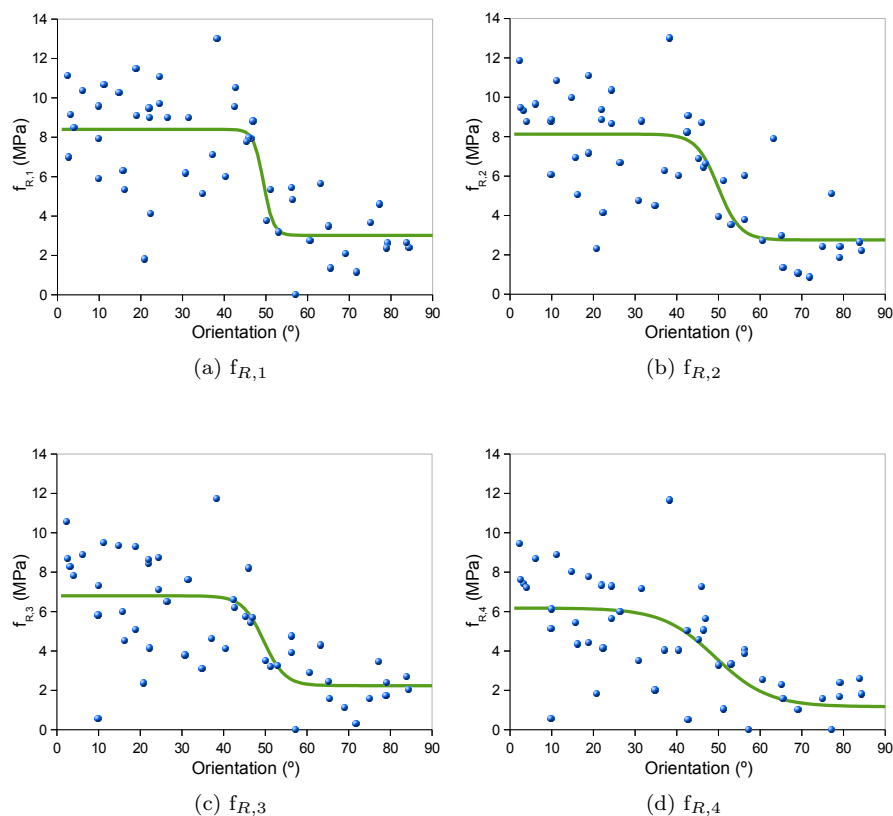 14
12
10
8
6
4
2
0
f_R,1 (MPa)
0 10 20 30 40 50 60 70 80 90
Orientation (º)
(a) f_R,1
14
12
10
8
6
4
2
0
f_R,2 (MPa)
0 10 20 30 40 50 60 70 80 90
Orientation (º)
(b) f_R,2
14
12
10
8
6
4
2
0
f_R,3 (MPa)
0 10 20 30 40 50 60 70 80 90
Orientation (º)
(c) f_R,3
14
12
10
8
6
4
2
0
f_R,4 (MPa)
0 10 20 30 40 50 60 70 80 90
Orientation (º)
(d) f_R,4